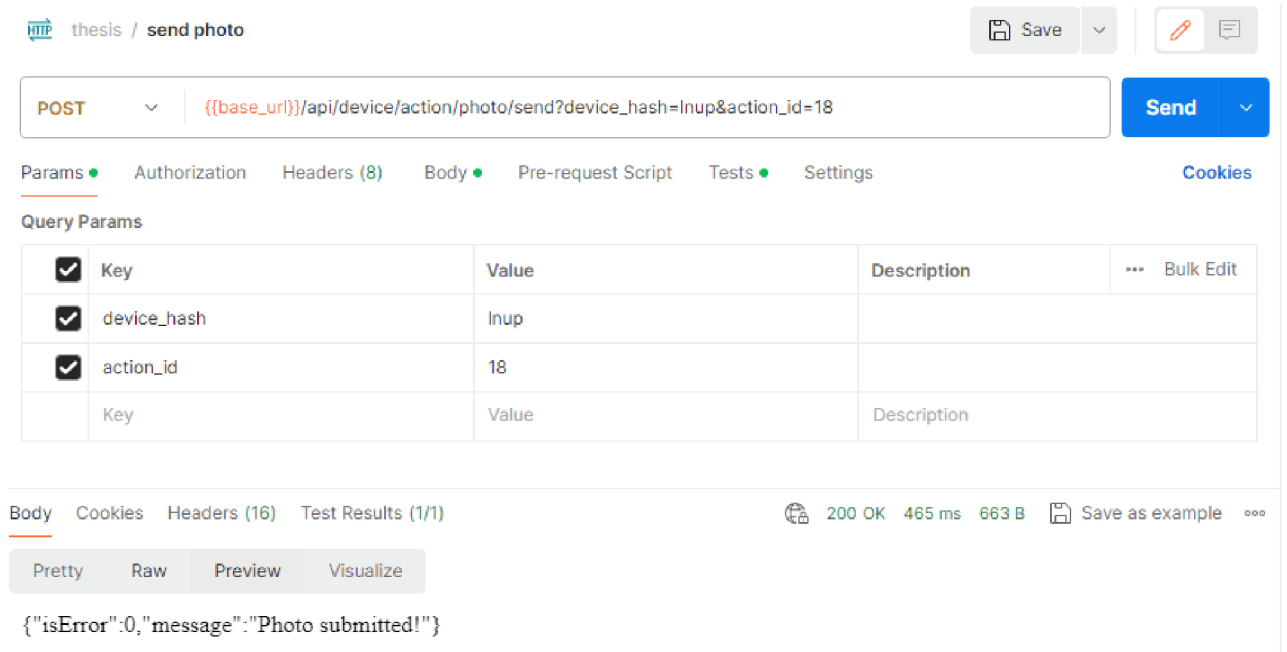 HTTP thesis / send photo Save
POST {{base_url}}/api/device/action/photo/send?device_hash=lnup&action_id=18 Send
Params Authorization Headers (8) Body Pre-request Script Tests Settings Cookies
Query Params
Key Value Description ••• Bulk Edit
device_hash lnup
action_id 18
Key Value Description
Body Cookies Headers (16) Test Results (1/1) 200 OK 465 ms 663 B Save as example
Pretty Raw Preview Visualize
{"isError":0,"message":"Photo submitted!"}